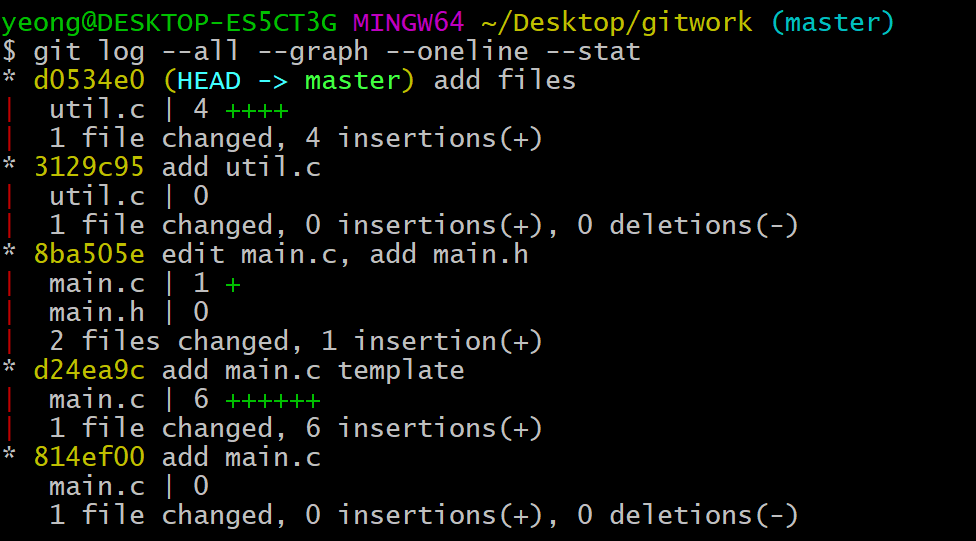 yeong@DESKTOP-ES5CT3G MINGW64 ~/Desktop/gitwork (master)
$ git log --all --graph --oneline --stat
* d0534e0 (HEAD -> master) add files
|  util.c | 4 ++++
|  1 file changed, 4 insertions(+)
* 3129c95 add util.c
|  util.c | 0
|  1 file changed, 0 insertions(+), 0 deletions(-)
* 8ba505e edit main.c, add main.h
|  main.c | 1 +
|  main.h | 0
|  2 files changed, 1 insertion(+)
* d24ea9c add main.c template
|  main.c | 6 ++++++
|  1 file changed, 6 insertions(+)
* 814ef00 add main.c
   main.c | 0
   1 file changed, 0 insertions(+), 0 deletions(-)